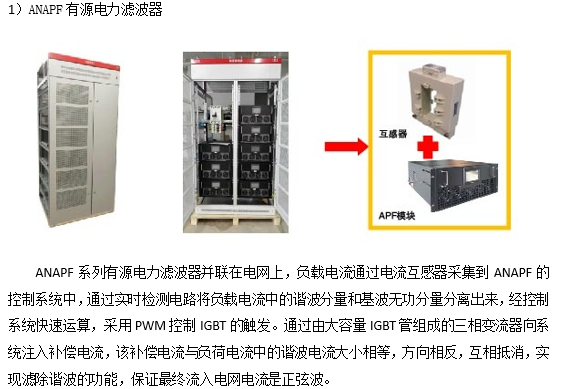 1）ANAPF 有源电力滤波器
互感器
APF模块
ANAPF 系列有源电力滤波器并联在电网上，负载电流通过电流互感器采集到 ANAPF 的
控制系统中，通过实时检测电路将负载电流中的谐波分量和基波无功分量分离出来，经控制
系统快速运算，采用 PWM 控制 IGBT 的触发。通过由大容量 IGBT 管组成的三相变流器向系
统注入补偿电流，该补偿电流与负荷电流中的谐波电流大小相等，方向相反，互相抵消，实
现滤除谐波的功能，保证最终流入电网电流是正弦波。